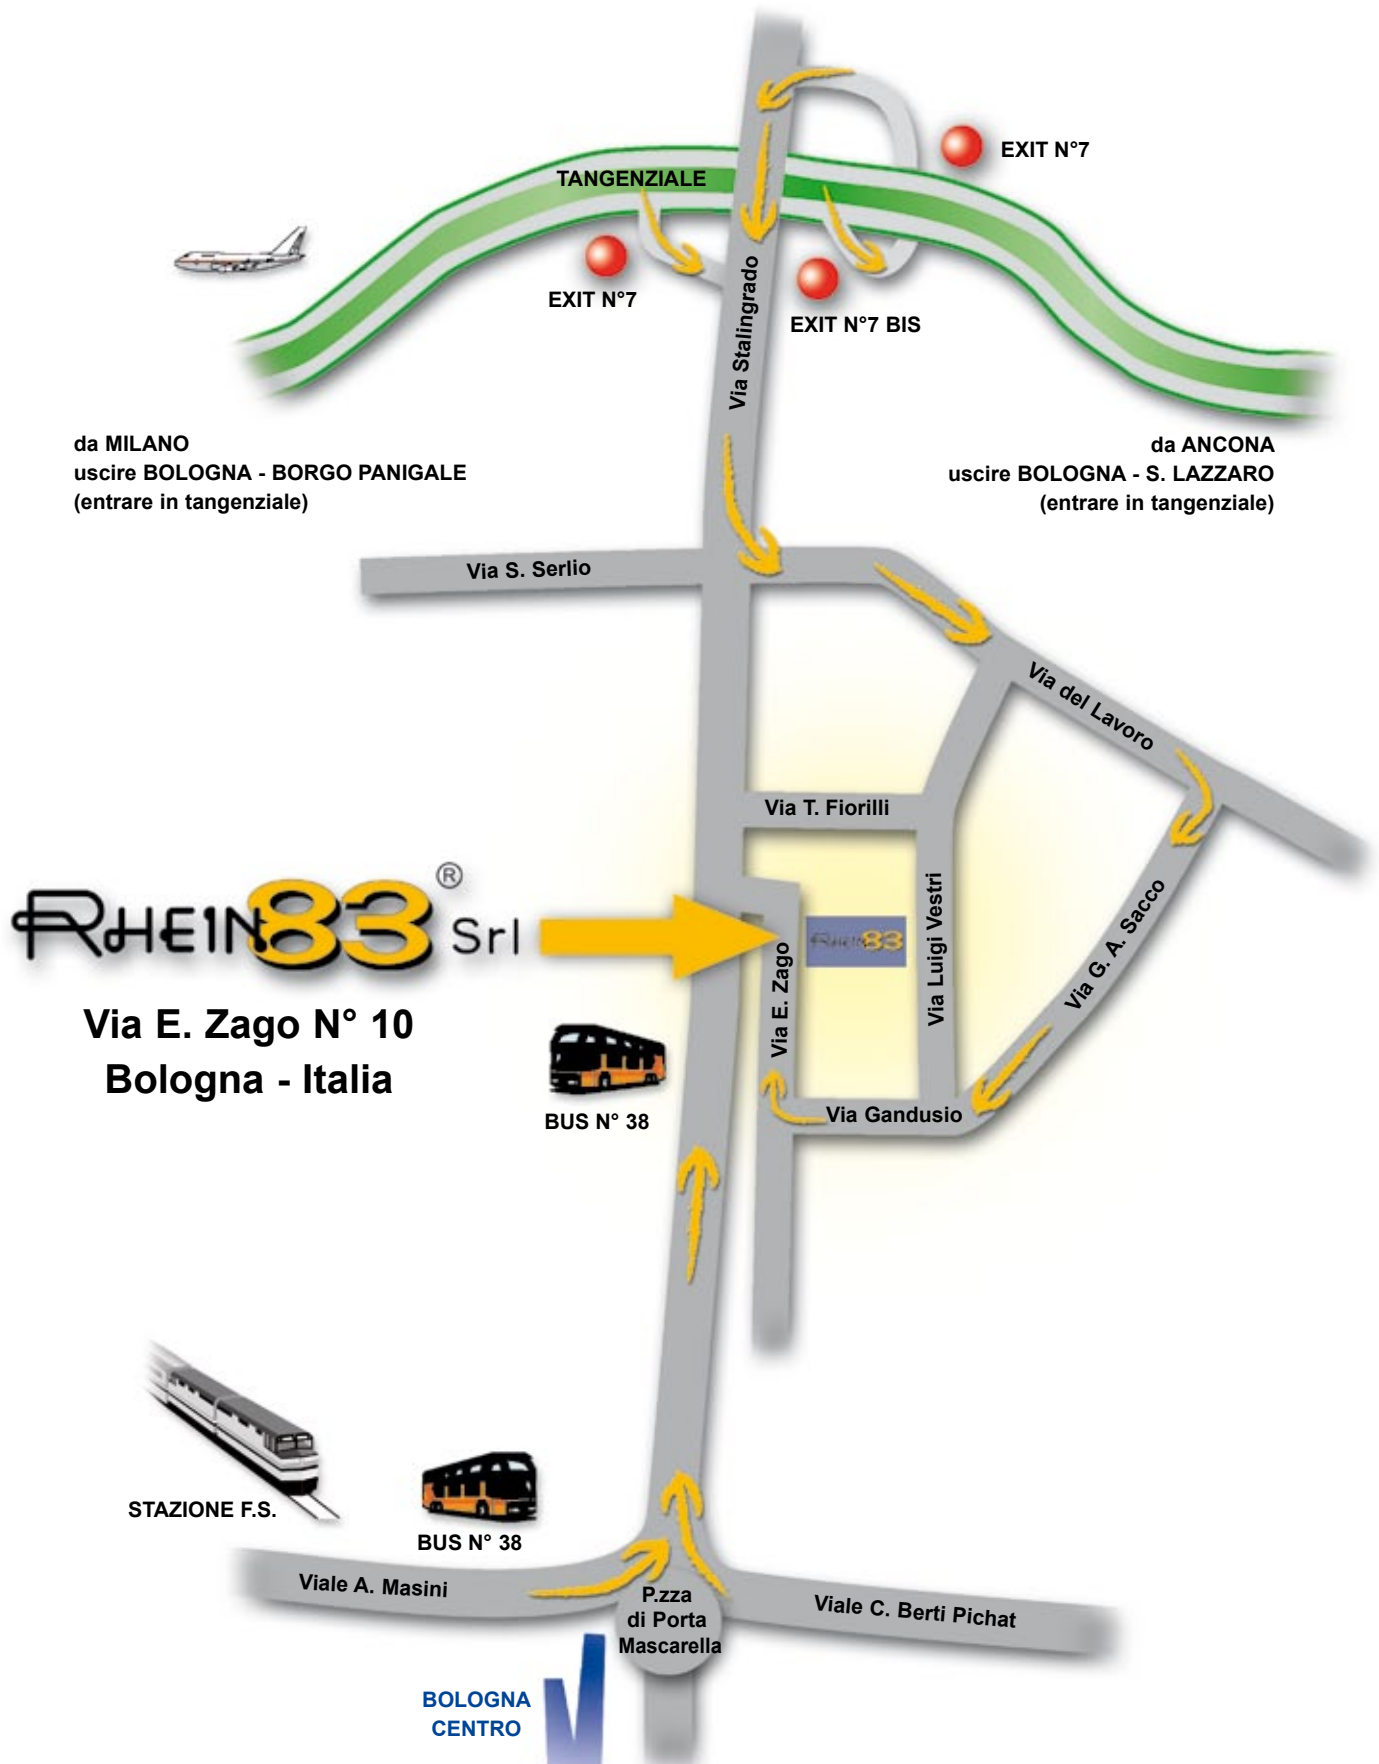 EXIT N°7
TANGENZIALE
EXIT N°7
EXIT N°7 BIS
Via Stalingrado
da MILANO
uscire BOLOGNA - BORGO PANIGALE
(entrare in tangenziale)
da ANCONA
uscire BOLOGNA - S. LAZZARO
(entrare in tangenziale)
Via S. Serlio
Via del Lavoro
Via T. Fiorilli
RHEIN83® Srl
RHEIN83
Via E. Zago
Via Luigi Vestri
Via G. A. Sacco
Via E. Zago N° 10
Bologna - Italia
BUS N° 38
Via Gandusio
STAZIONE F.S.
BUS N° 38
Viale A. Masini
P.zza
di Porta
Mascarella
Viale C. Berti Pichat
BOLOGNA
CENTRO